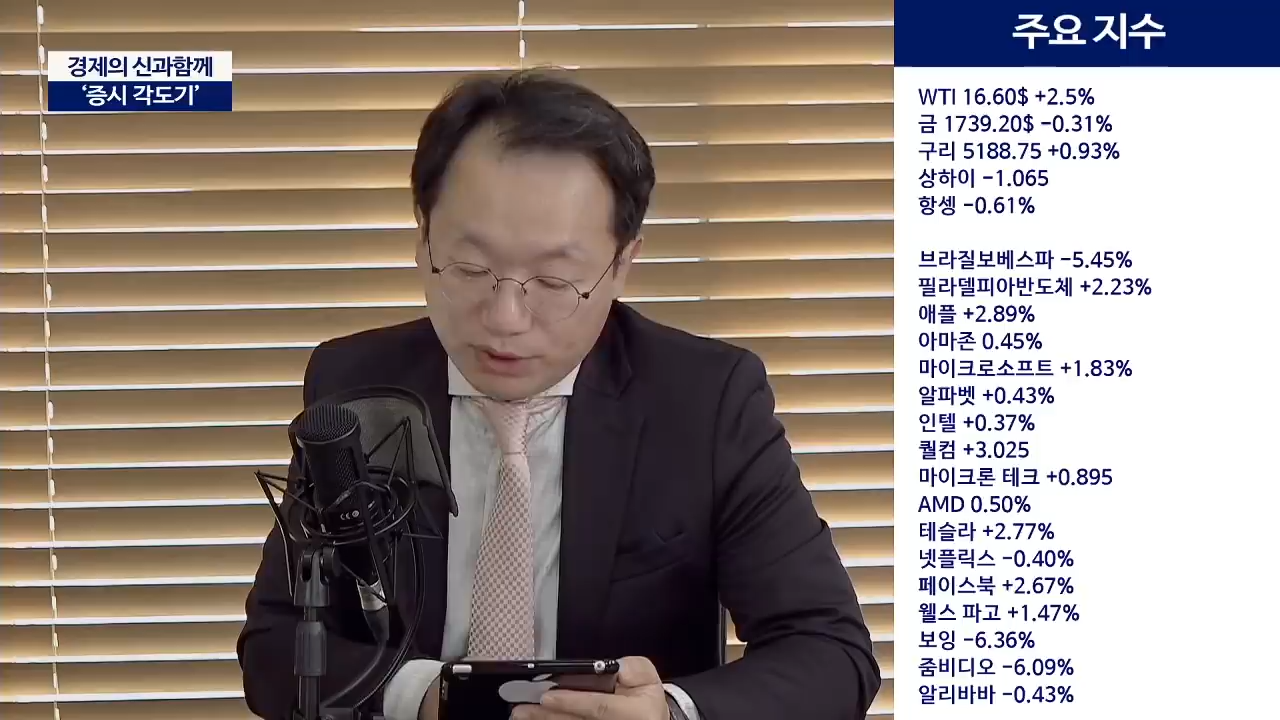 경제의 신과함께
‘증시 각도기’
주요 지수
WTI 16.60$ +2.5%
금 1739.20$ -0.31%
구리 5188.75 +0.93%
상하이 -1.065
항셍 -0.61%
브라질보베스파 -5.45%
필라델피아반도체 +2.23%
애플 +2.89%
아마존 0.45%
마이크로소프트 +1.83%
알파벳 +0.43%
인텔 +0.37%
퀄컴 +3.025
마이크론 테크 +0.895
AMD 0.50%
테슬라 +2.77%
넷플릭스 -0.40%
페이스북 +2.67%
웰스 파고 +1.47%
보잉 -6.36%
줌비디오 -6.09%
알리바바 -0.43%